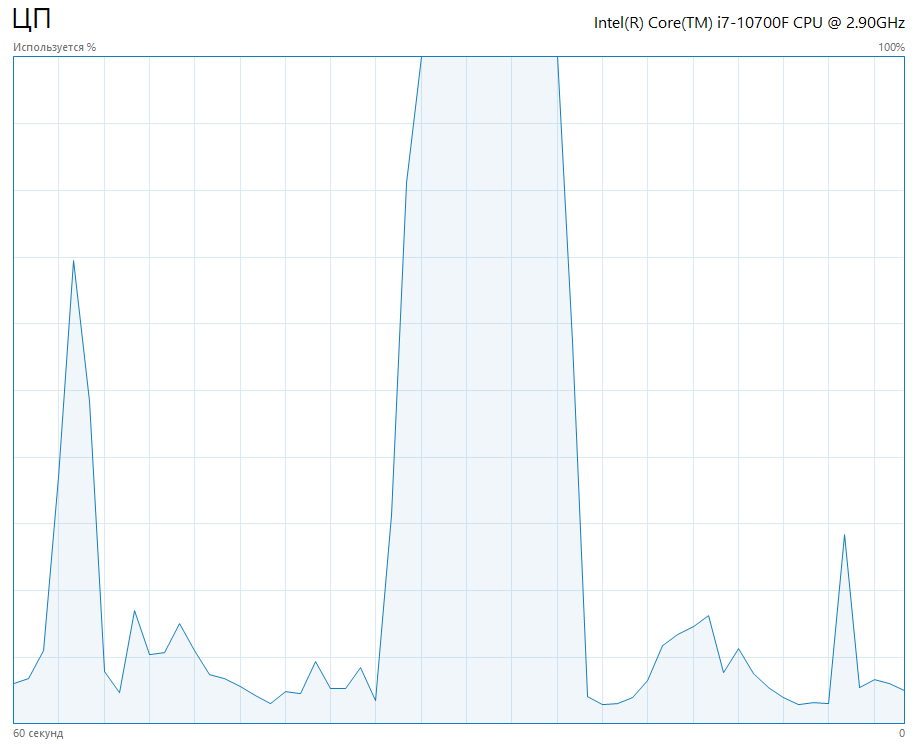 ЦП
Intel(R) Core(TM) i7-10700F CPU @ 2.90GHz
Используется %
100%
60 секунд
0